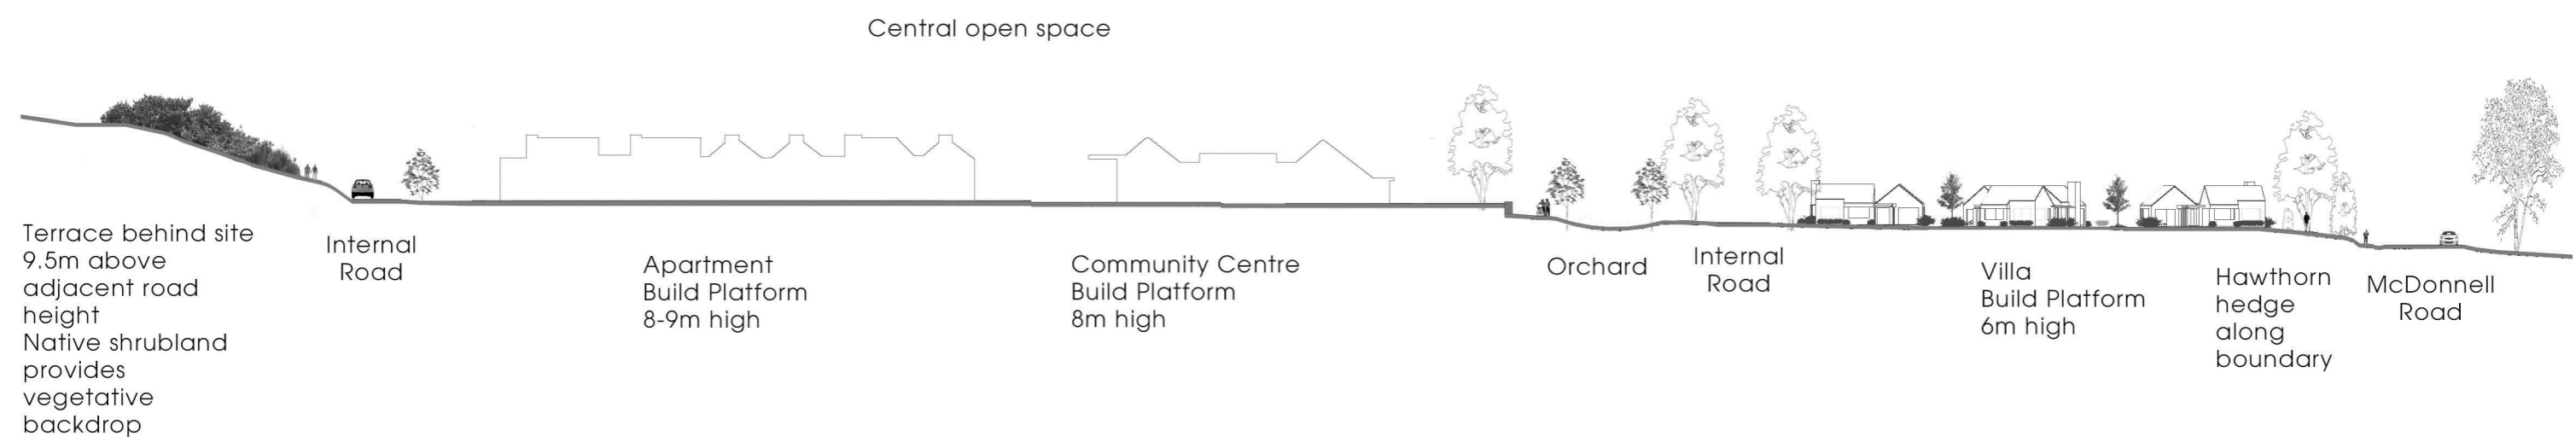 Central open space
Terrace behind site
9.5m above
adjacent road
height
Native shrubland
provides
vegetative
backdrop
Internal
Road
Apartment
Build Platform
8-9m high
Community Centre
Build Platform
8m high
Orchard
Internal
Road
Villa
Build Platform
6m high
Hawthorn
hedge
along
boundary
McDonnell
Road